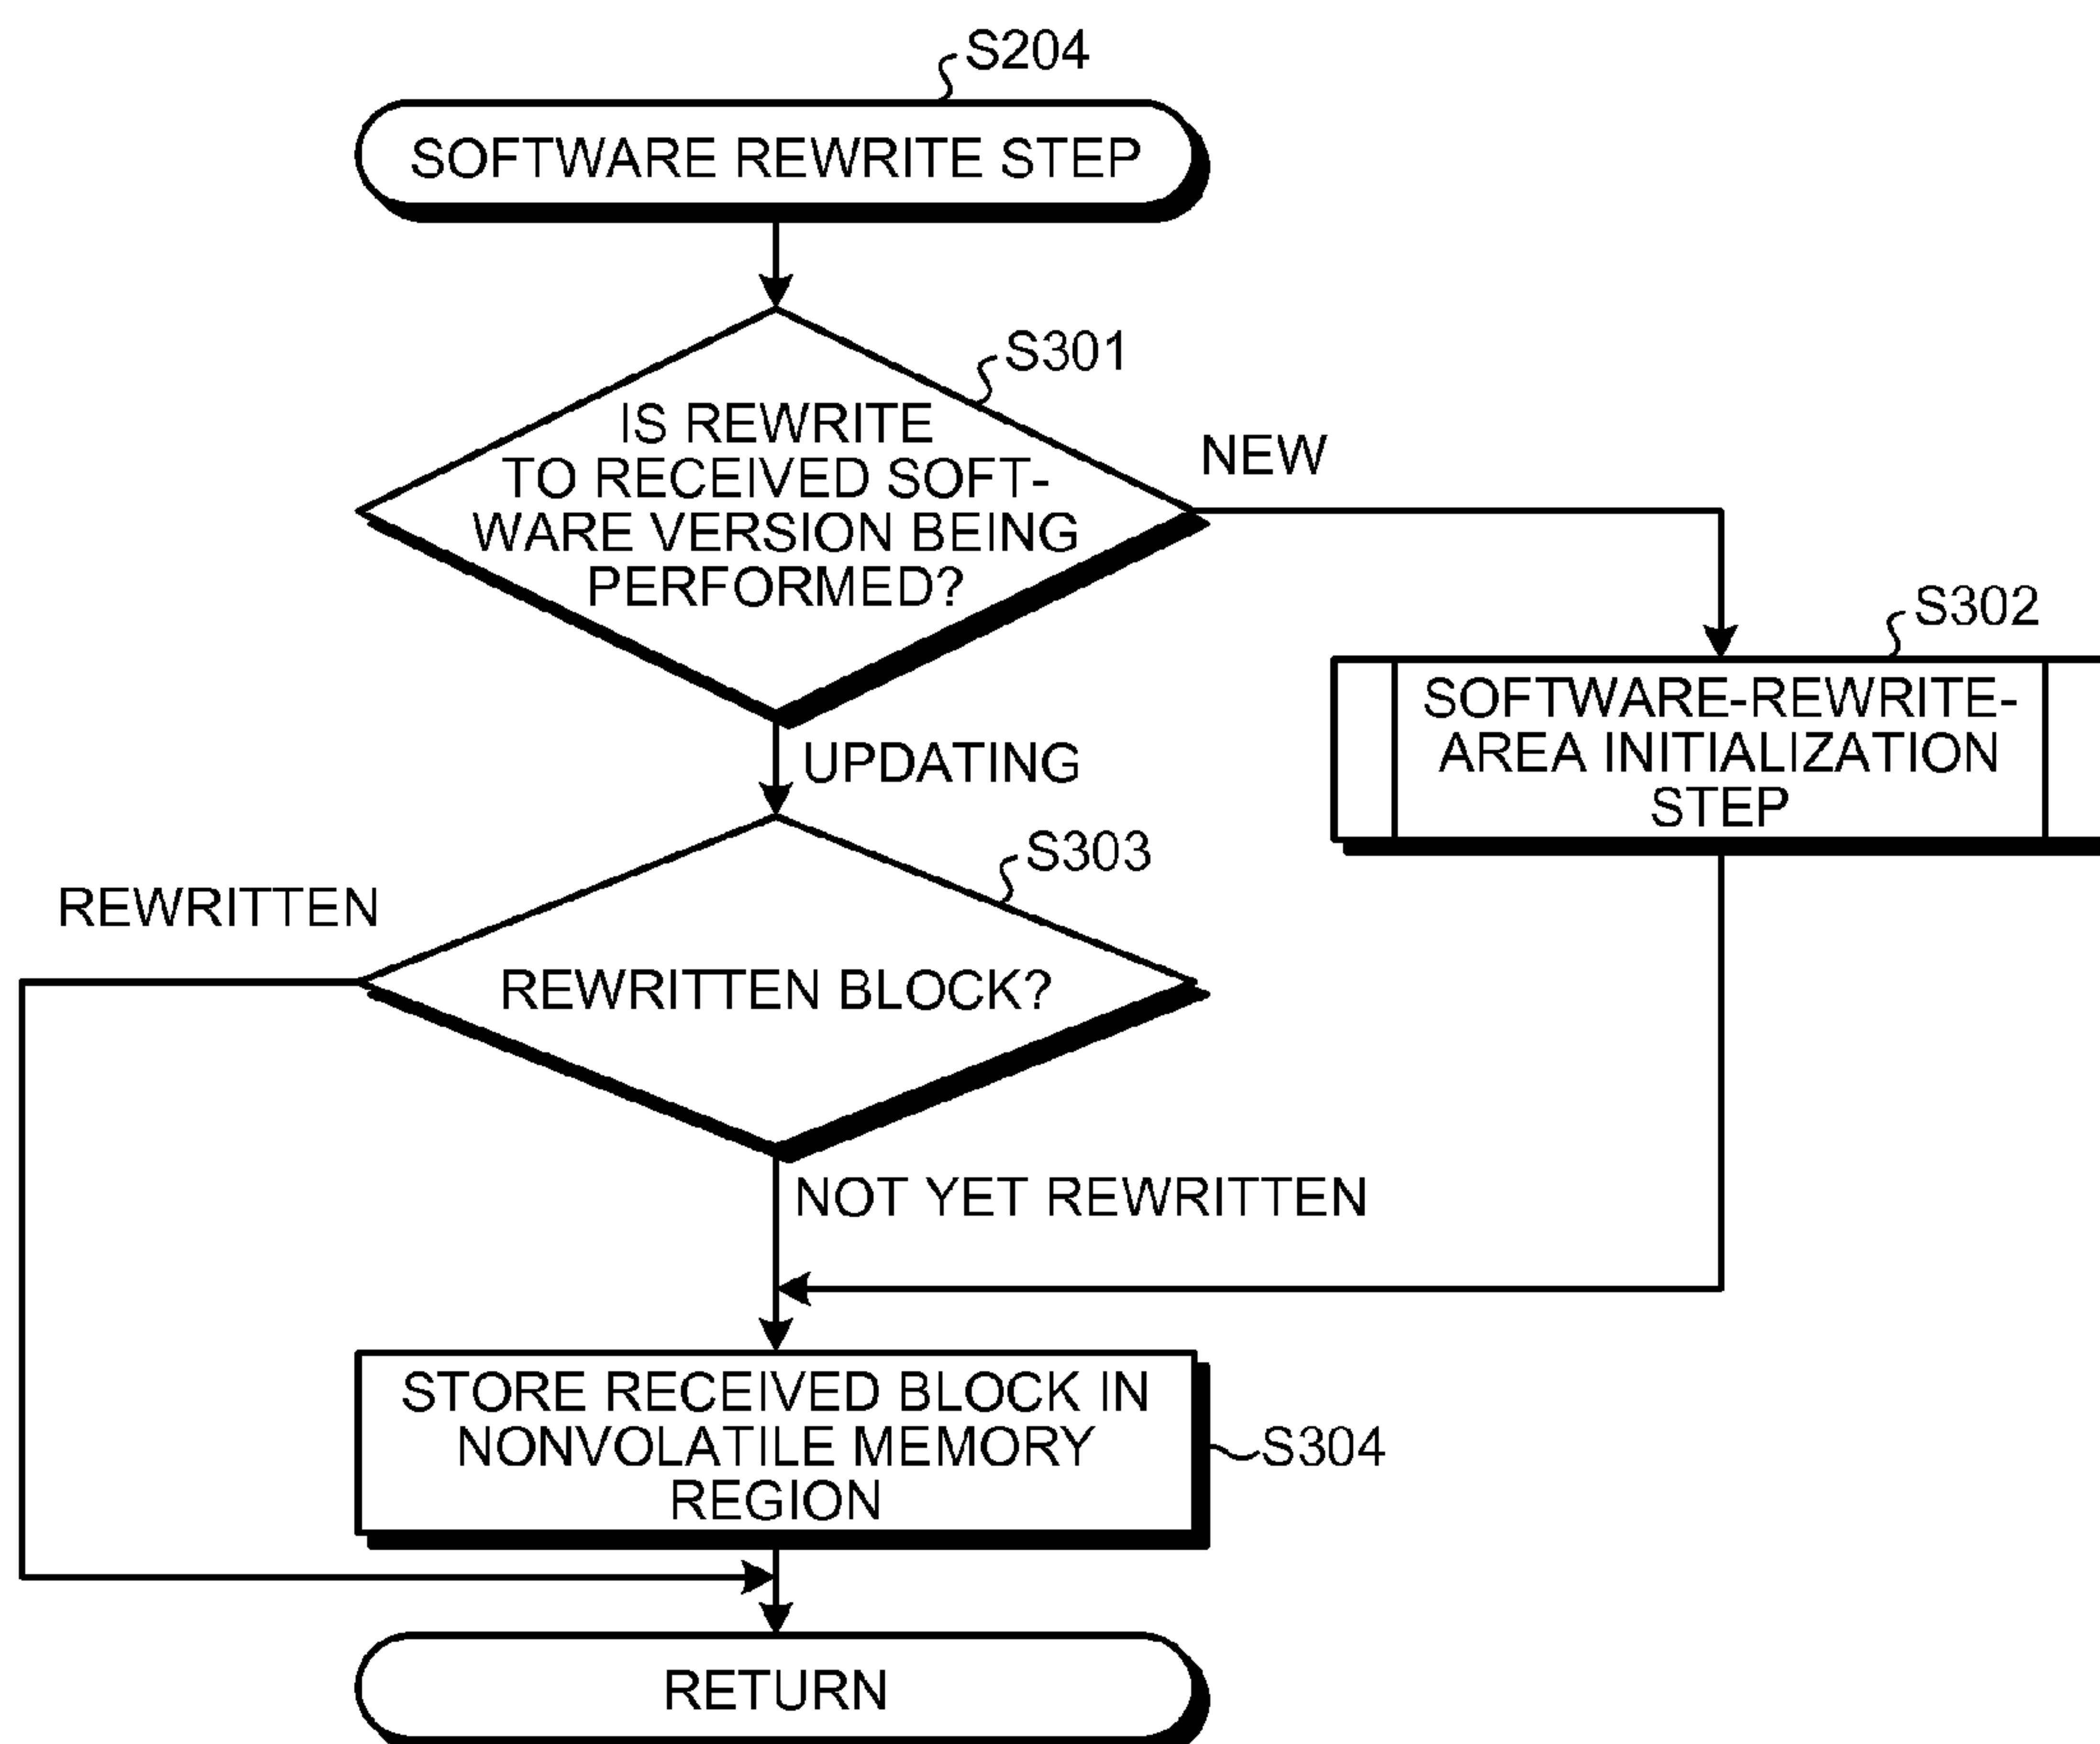 S204
SOFTWARE REWRITE STEP
S301
IS REWRITE
TO RECEIVED SOFT-
WARE VERSION BEING
PERFORMED?
NEW
S302
SOFTWARE-REWRITE-
AREA INITIALIZATION
STEP
UPDATING
S303
REWRITTEN
REWRITTEN BLOCK?
NOT YET REWRITTEN
STORE RECEIVED BLOCK IN
NONVOLATILE MEMORY
REGION
S304
RETURN